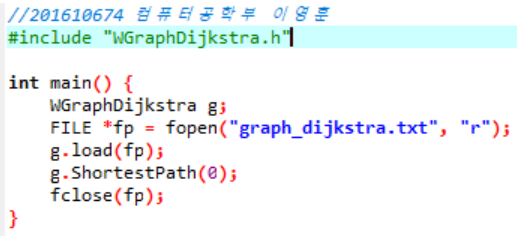 //201610674 컴퓨터공학부 이영훈
#include "WGraphDijkstra.h"
int main() {
WGraphDijkstra g;
FILE *fp = fopen("graph_dijkstra.txt", "r");
g.load(fp);
g.ShortestPath(0);
fclose(fp);
}